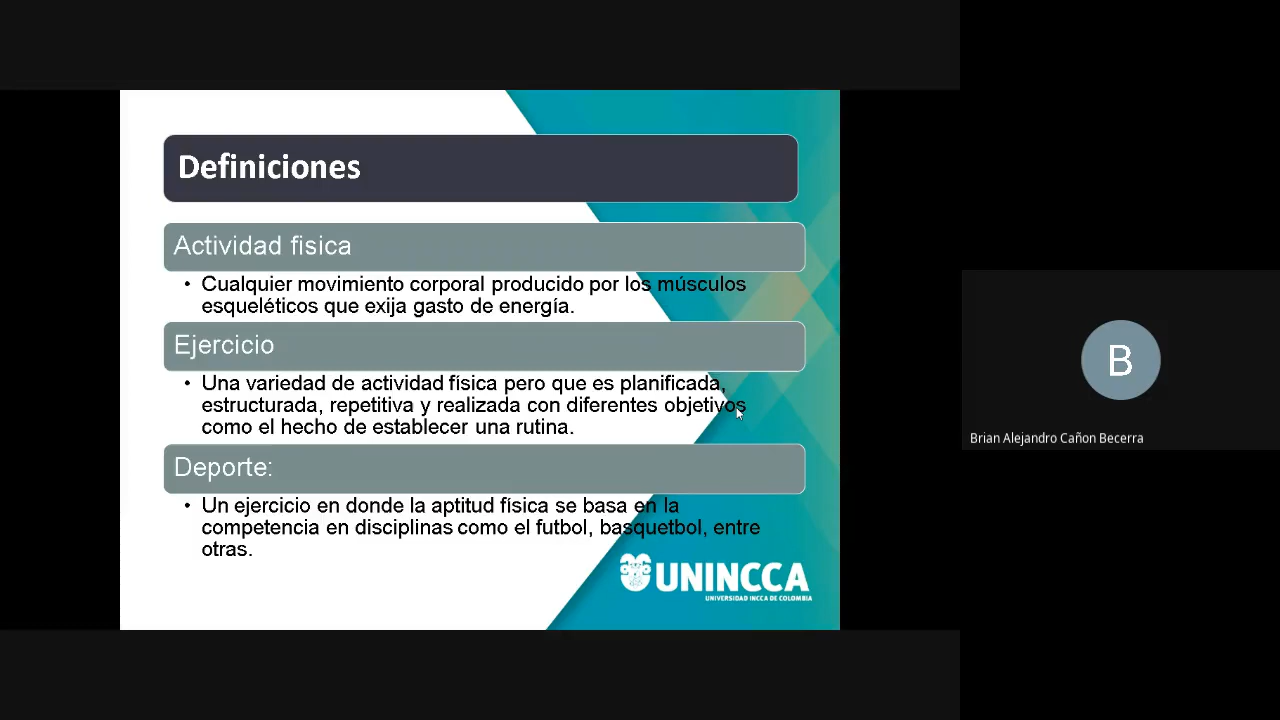 Definiciones
Actividad fisica
• Cualquier movimiento corporal producido por los músculos
esqueléticos que exija gasto de energía.
Ejercicio
• Una variedad de actividad física pero que es planificada,
estructurada, repetitiva y realizada con diferentes objetivos
como el hecho de establecer una rutina.
Deporte:
• Un ejercicio en donde la aptitud física se basa en la
competencia en disciplinas como el futbol, basquetbol, entre
otras.
UNINCCA
UNIVERSIDAD INCCA DE COLOMBIA
B
Brian Alejandro Cañon Becerra